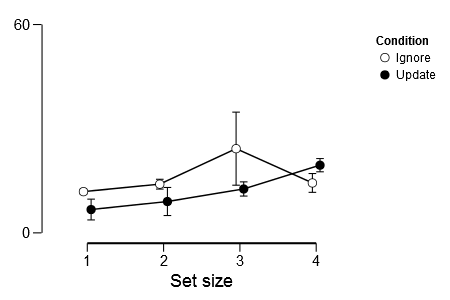 60
0
1 2 3 4
Set size
Condition
Ignore
Update